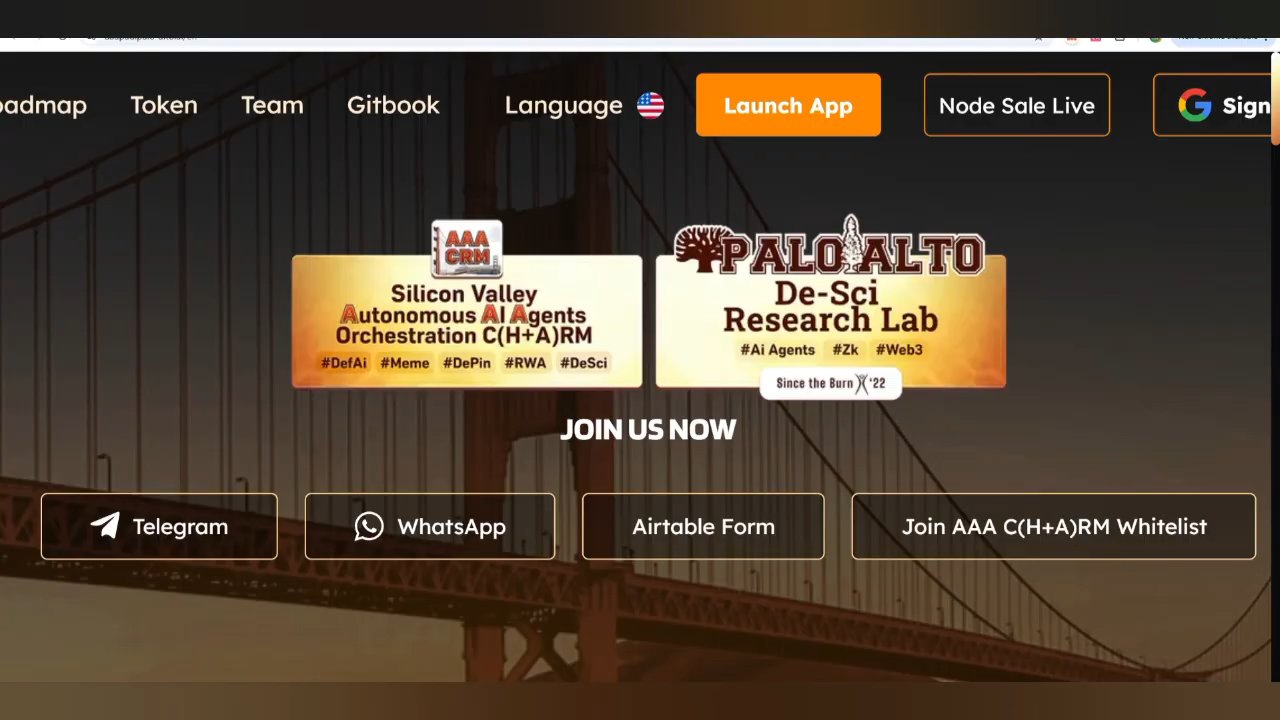 oadmap Token Team Gitbook Language Launch App Node Sale Live Sign
AAA
CRM
Silicon Valley
Autonomous AI Agents
Orchestration C(H+A)RM
#DefAi #Meme #DePin #RWA #DeSci
PALO ALTO
De-Sci
Research Lab
#Ai Agents #Zk #Web3
Since the Burn '22
JOIN US NOW
Telegram WhatsApp Airtable Form Join AAA C(H+A)RM Whitelist